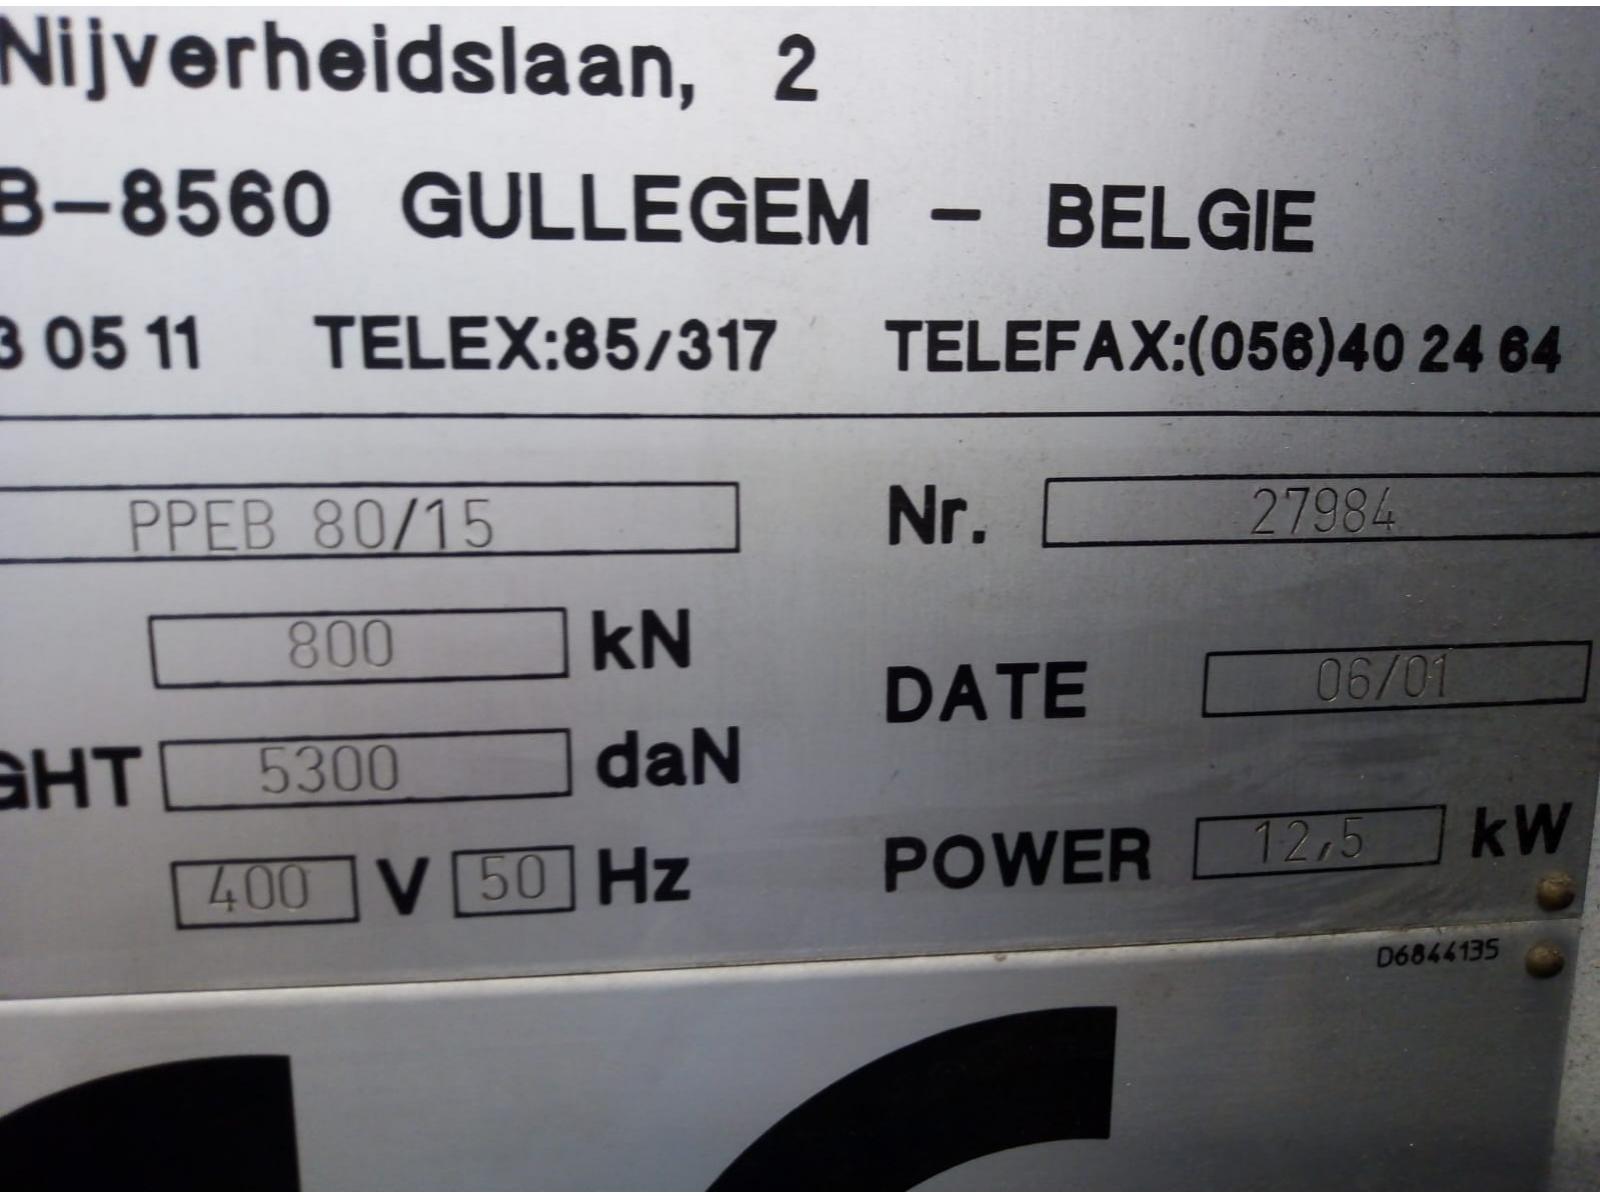 Nijverheidslaan, 2
B-8560 GULLEGEM - BELGIE
3 05 11 TELEX:85/317 TELEFAX:(056)40 24 64
PPEB 80/15 Nr. 27984
800 kN
DATE 06/01
GHT 5300 daN
400 V 50 Hz POWER 12,5 kW
D6844135